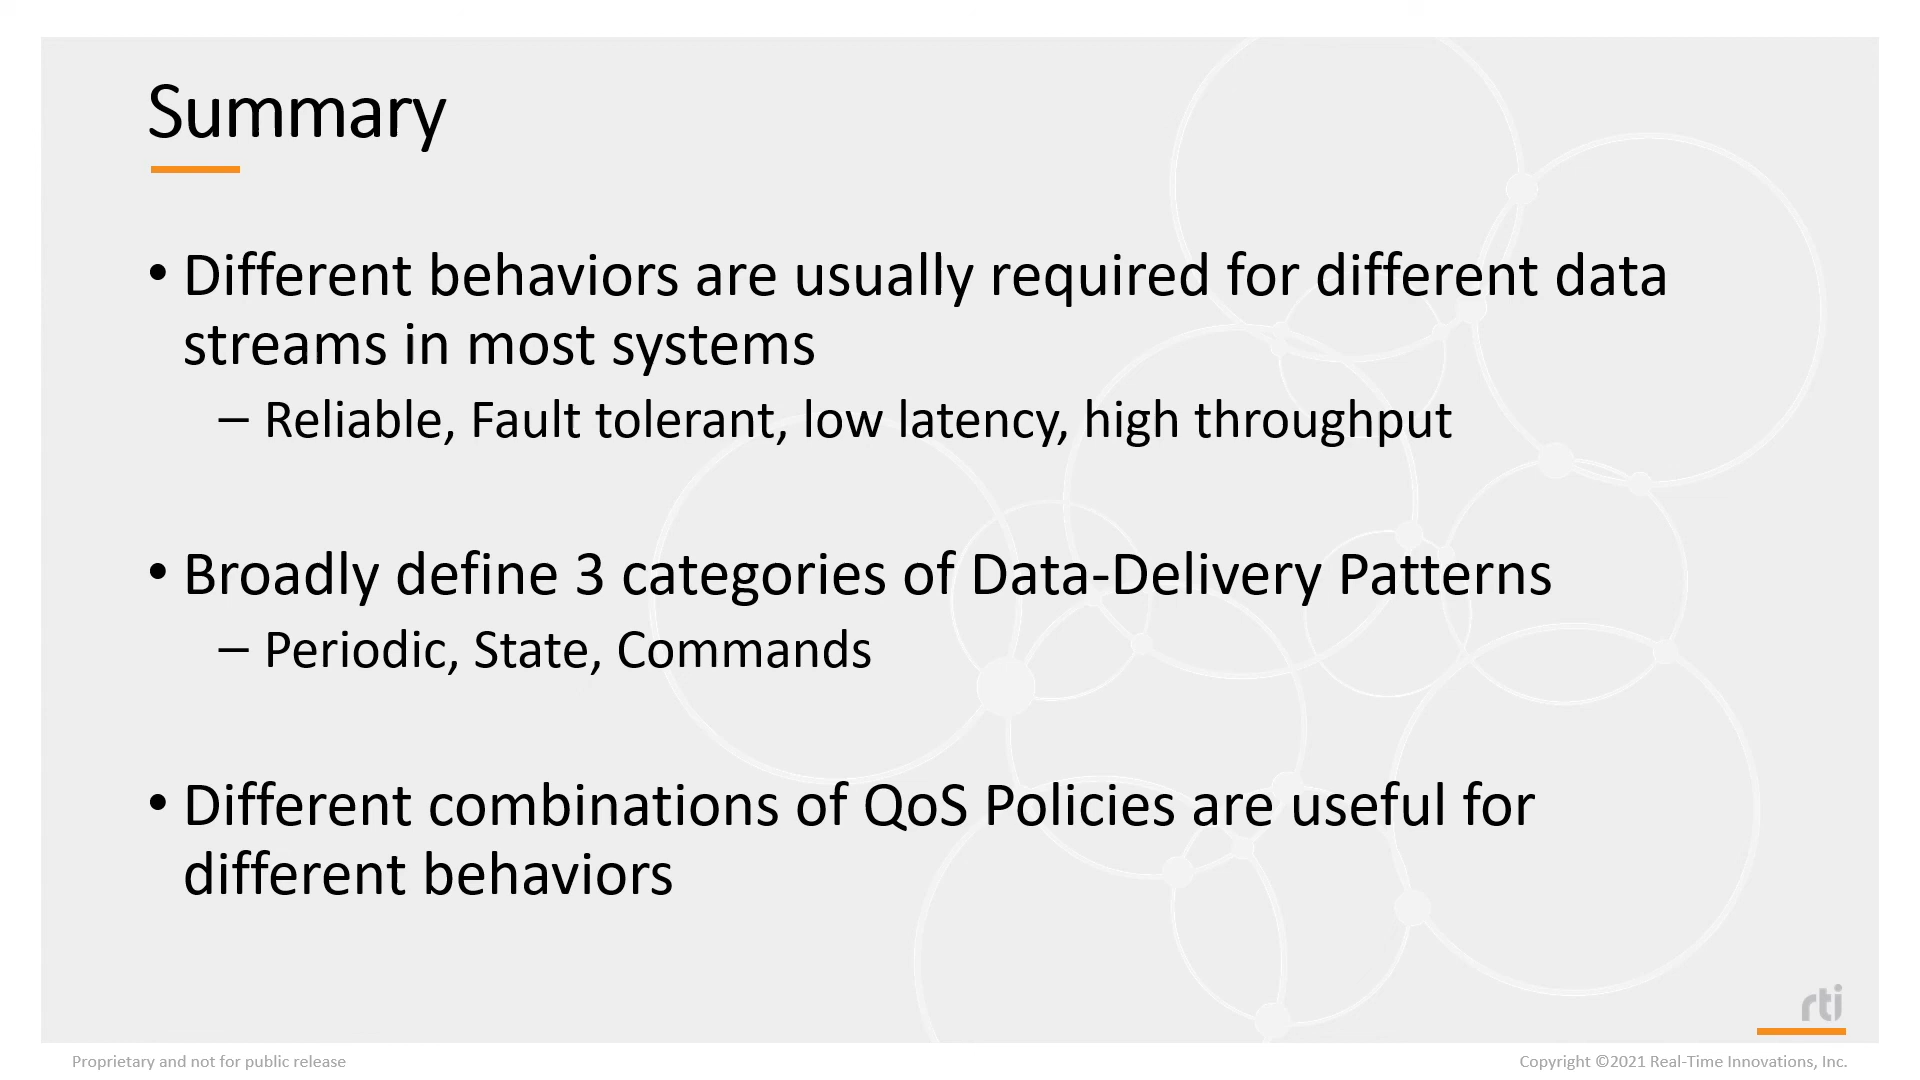 Summary
• Different behaviors are usually required for different data
streams in most systems
– Reliable, Fault tolerant, low latency, high throughput
• Broadly define 3 categories of Data-Delivery Patterns
– Periodic, State, Commands
• Different combinations of QoS Policies are useful for
different behaviors
rti
Proprietary and not for public release
Copyright ©2021 Real-Time Innovations, Inc.